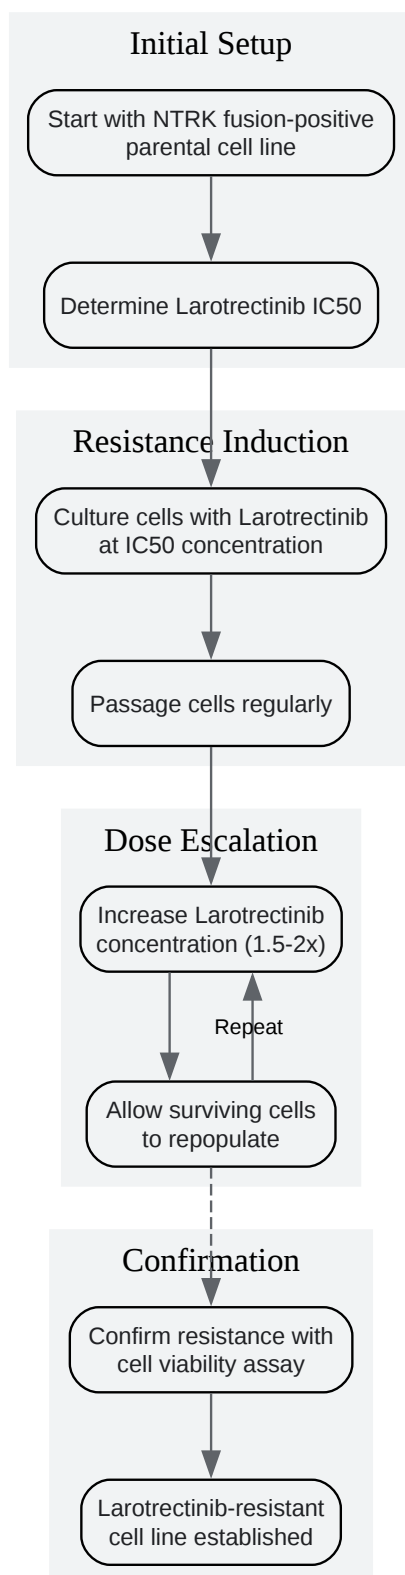 Initial Setup
Start with NTRK fusion-positive
parental cell line
Determine Larotrectinib IC50
Resistance Induction
Culture cells with Larotrectinib
at IC50 concentration
Passage cells regularly
Dose Escalation
Increase Larotrectinib
concentration (1.5-2x)
Repeat
Allow surviving cells
to repopulate
Confirmation
Confirm resistance with
cell viability assay
Larotrectinib-resistant
cell line established